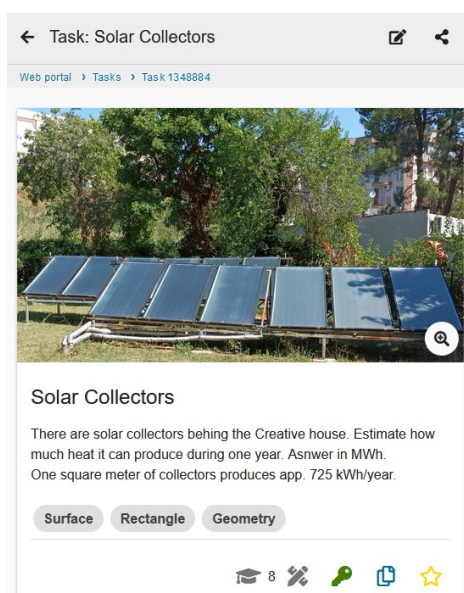 Task: Solar Collectors
Web portal › Tasks › Task 1348884
Solar Collectors
There are solar collectors behing the Creative house. Estimate how
much heat it can produce during one year. Asnwer in MWh.
One square meter of collectors produces app. 725 kWh/year.
Surface Rectangle Geometry
8